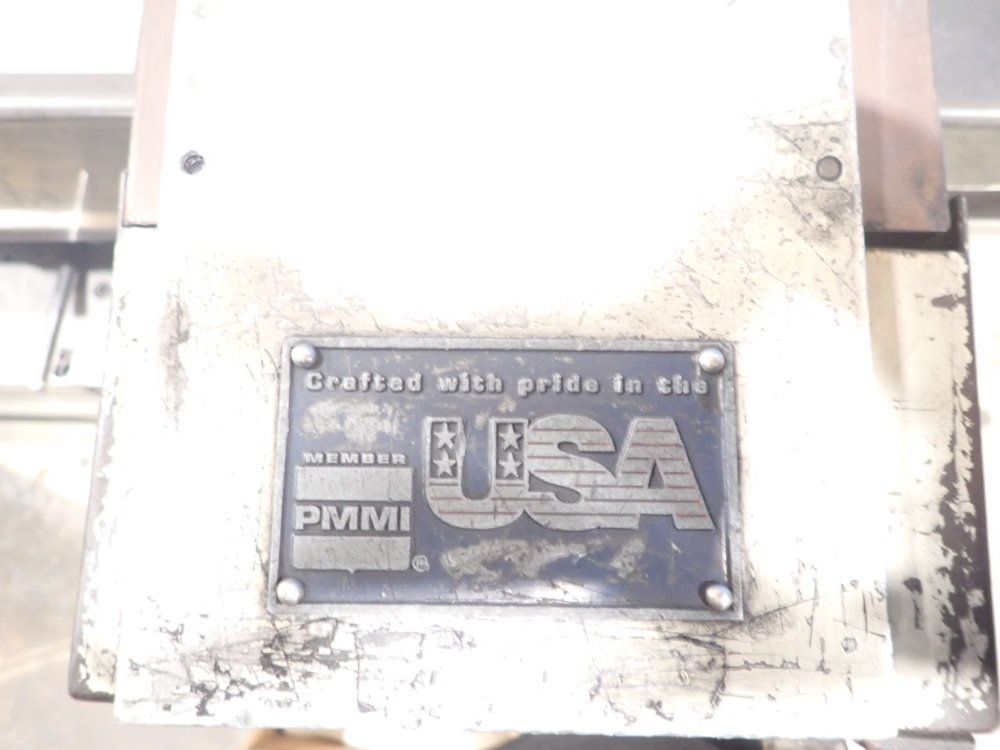 Crafted with pride in the
USA
MEMBER
PMMI
®